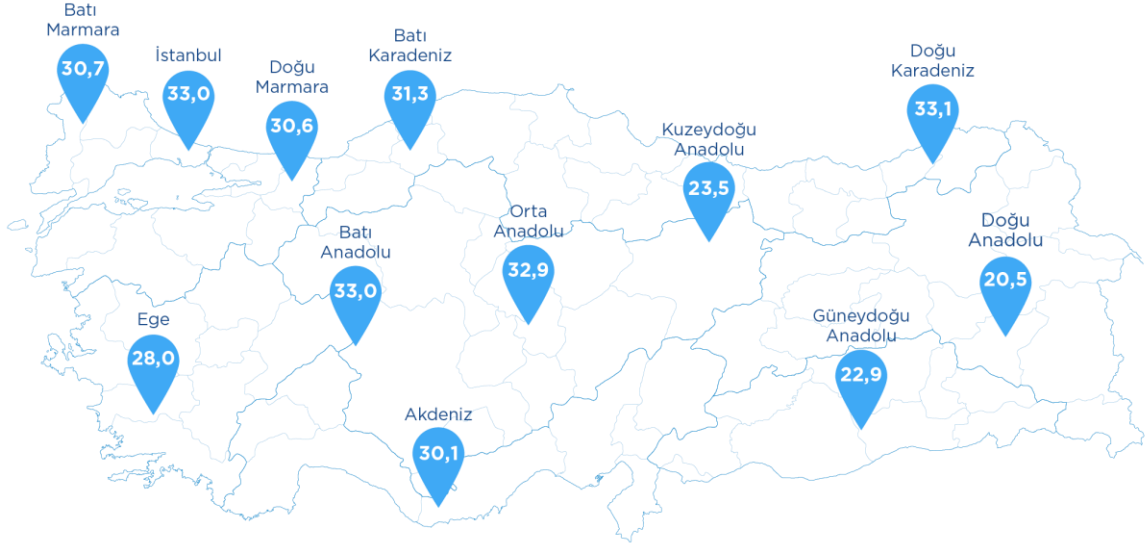 Batı
Marmara
30,7
İstanbul
33,0
Doğu
Marmara
30,6
Batı
Karadeniz
31,3
Doğu
Karadeniz
33,1
Kuzeydoğu
Anadolu
23,5
Batı
Anadolu
33,0
Orta
Anadolu
32,9
Doğu
Anadolu
20,5
Ege
28,0
Güneydoğu
Anadolu
22,9
Akdeniz
30,1